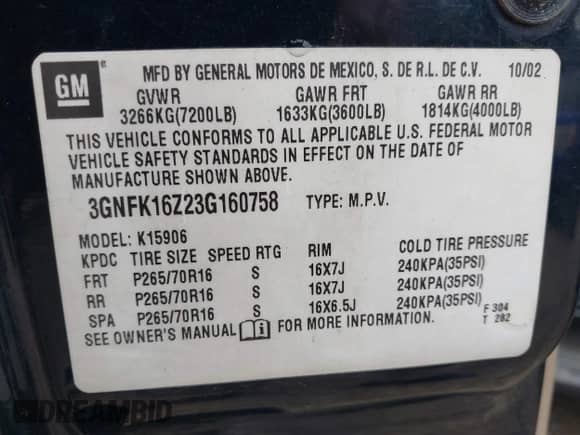 GM ® MFD BY GENERAL MOTORS DE MEXICO, S. DE R.L. DE C.V. 10/02
GVWR GAWR FRT GAWR RR
3266KG(7200LB) 1633KG(3600LB) 1814KG(4000LB)
THIS VEHICLE CONFORMS TO ALL APPLICABLE U.S. FEDERAL MOTOR
VEHICLE SAFETY STANDARDS IN EFFECT ON THE DATE OF
MANUFACTURE SHOWN ABOVE.
3GNFK16Z23G160758 TYPE: M.P.V.
MODEL: K15906
KPDC TIRE SIZE SPEED RTG RIM COLD TIRE PRESSURE
FRT P265/70R16 S 16X7J 240KPA(35PSI)
RR P265/70R16 S 16X7J 240KPA(35PSI)
SPA P265/70R16 S 16X6.5J 240KPA(35PSI)
SEE OWNER'S MANUAL FOR MORE INFORMATION.
F 304
T 282
DREAMBID